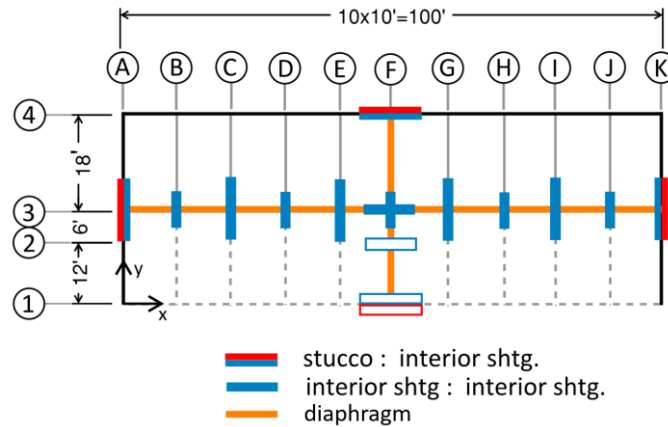 10x10'=100'
A B C D E F G H I J K
4
18'
3
6'
2
12'
y
1
x
stucco : interior shtg.
interior shtg : interior shtg.
diaphragm